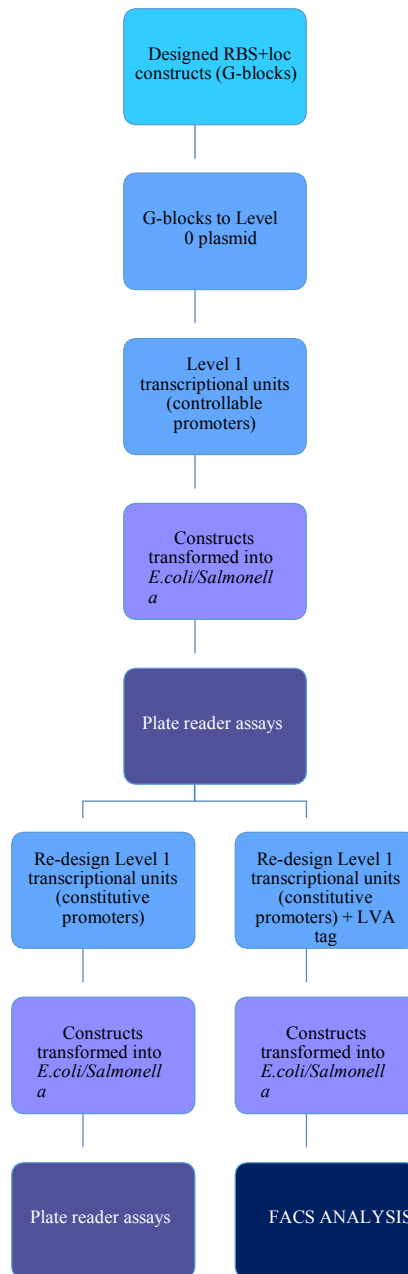 Designed RBS+loc
constructs (G-blocks)
G-blocks to Level
0 plasmid
Level 1
transcriptional units
(controllable
promoters)
Constructs
transformed into
E.coli/Salmonell
a
Plate reader assays
Re-design Level 1
transcriptional units
(constitutive
promoters)
Re-design Level 1
transcriptional units
(constitutive
promoters) + LVA
tag
Constructs
transformed into
E.coli/Salmonell
a
Constructs
transformed into
E.coli/Salmonell
a
Plate reader assays
FACS ANALYSIS